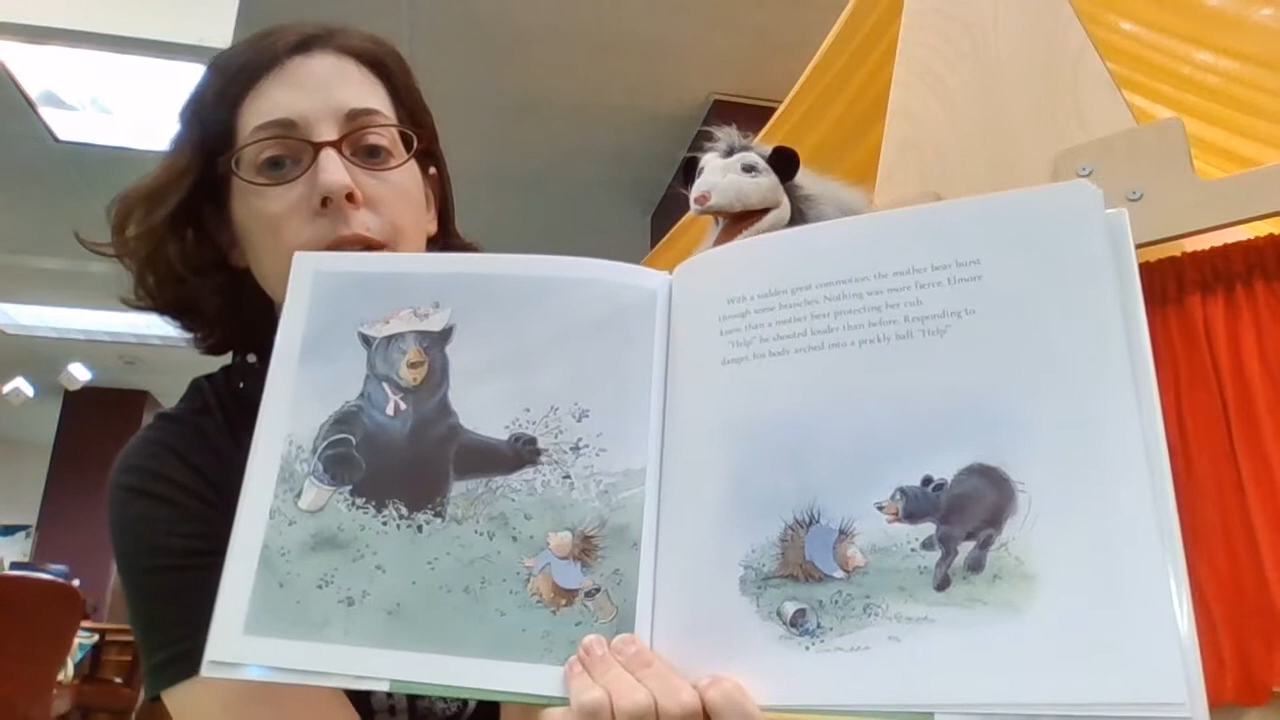 With a sudden great commotion, the mother bear burst
through some branches. Nothing was more fierce, Elmore
knew, than a mother bear protecting her cub.
"Help!" he shouted louder than before. Responding to
danger, his body arched into a prickly ball. "Help!"